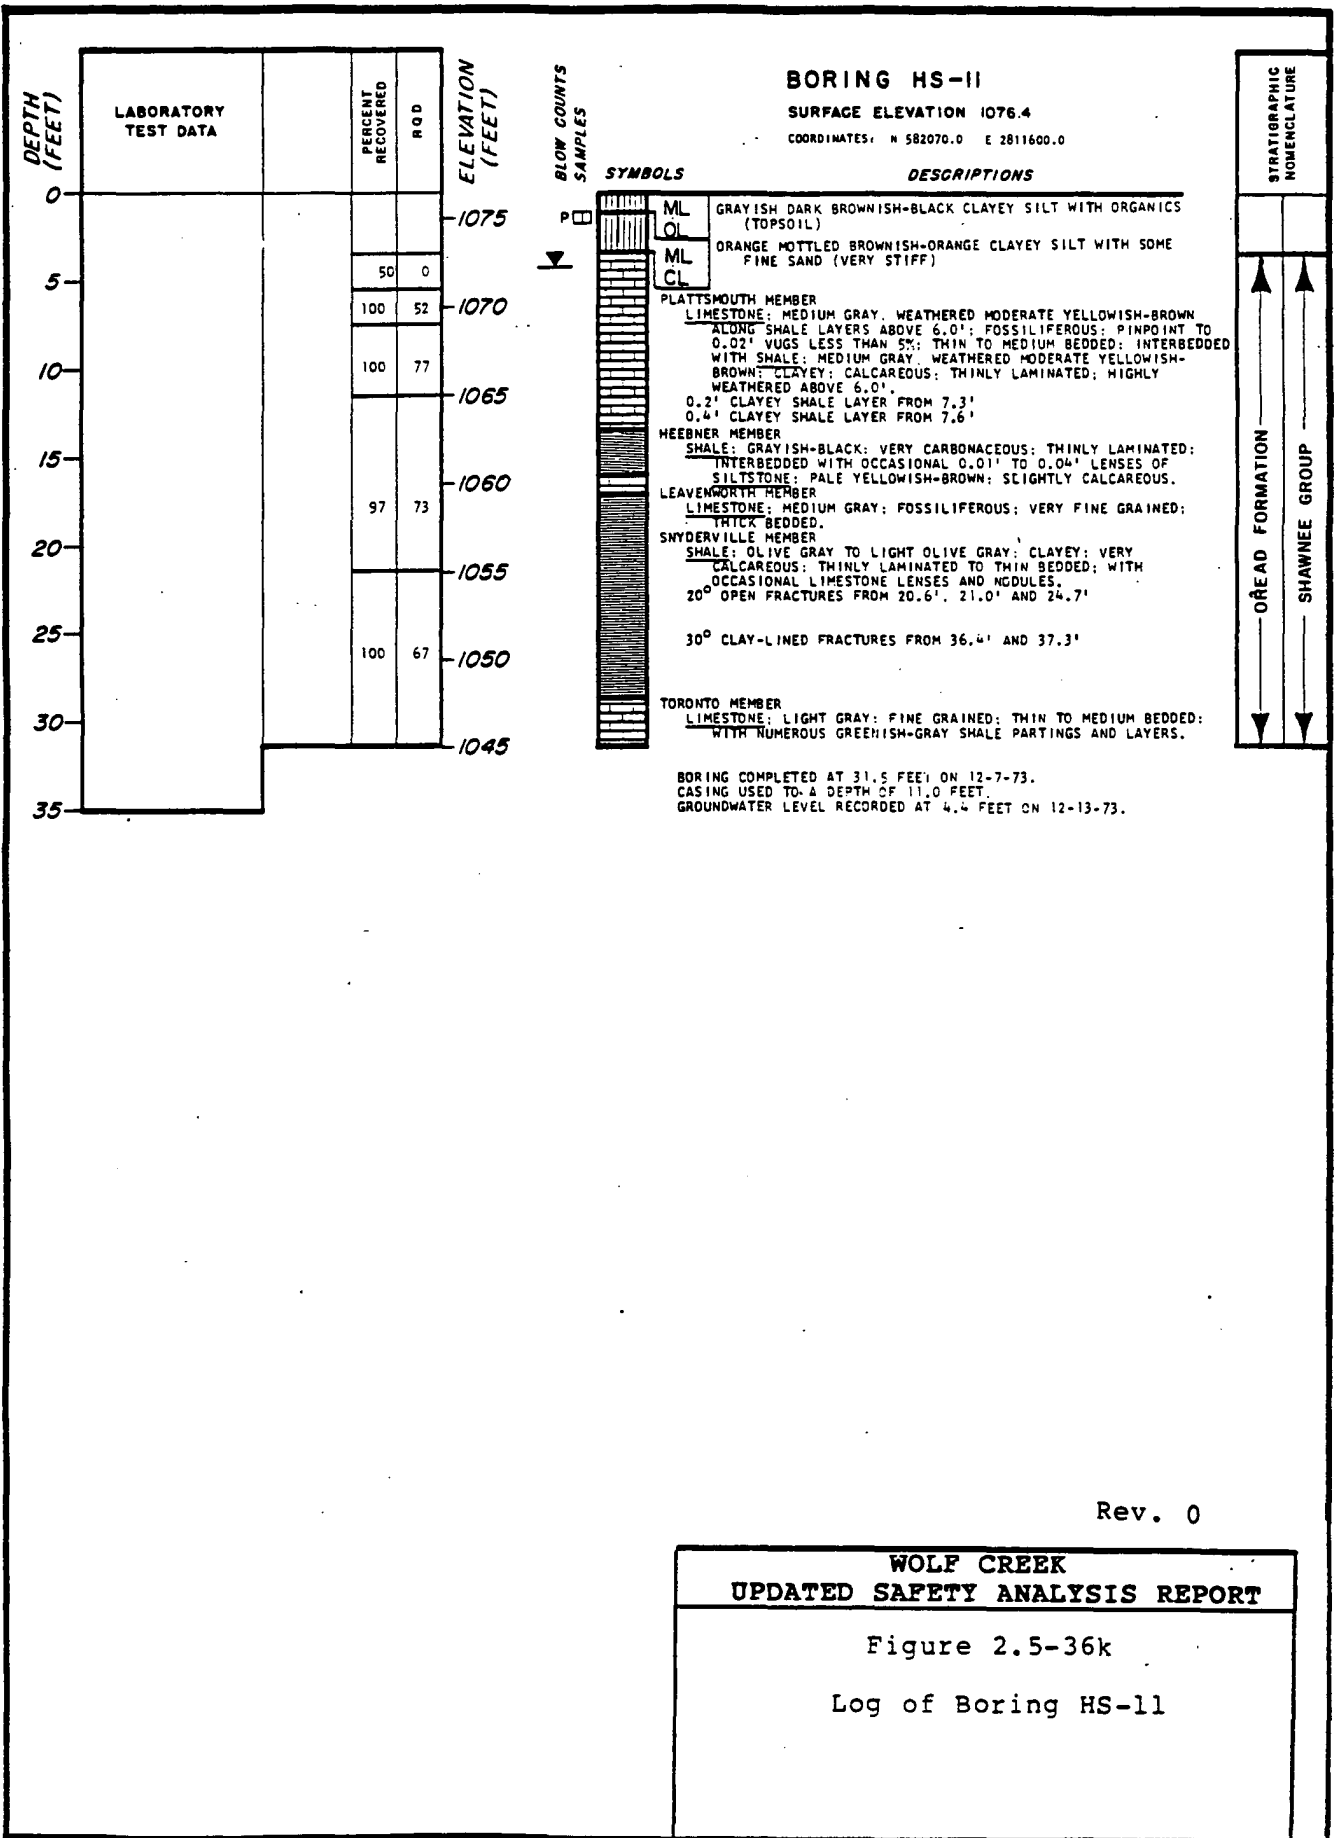 DEPTH
(FEET)
LABORATORY
TEST DATA
PERCENT
RECOVERED
RQD
ELEVATION
(FEET)
BLOW COUNTS
SAMPLES
SYMBOLS
BORING HS-11
SURFACE ELEVATION 1076.4
COORDINATES: N 582070.0 E 2811600.0
DESCRIPTIONS
STRATIGRAPHIC
NOMENCLATURE
0
5
10
15
20
25
30
35
50 0
100 52
100 77
97 73
100 67
1075
1070
1065
1060
1055
1050
1045
P
ML
OL
GRAYISH DARK BROWNISH-BLACK CLAYEY SILT WITH ORGANICS
(TOPSOIL)
ML
CL
ORANGE MOTTLED BROWNISH-ORANGE CLAYEY SILT WITH SOME
FINE SAND (VERY STIFF)
PLATTSMOUTH MEMBER
LIMESTONE; MEDIUM GRAY, WEATHERED MODERATE YELLOWISH-BROWN
ALONG SHALE LAYERS ABOVE 6.0'; FOSSILIFEROUS; PINPOINT TO
0.02' VUGS LESS THAN 5%; THIN TO MEDIUM BEDDED; INTERBEDDED
WITH SHALE; MEDIUM GRAY, WEATHERED MODERATE YELLOWISH-
BROWN; CLAYEY; CALCAREOUS; THINLY LAMINATED; HIGHLY
WEATHERED ABOVE 6.0'.
0.2' CLAYEY SHALE LAYER FROM 7.3'
0.4' CLAYEY SHALE LAYER FROM 7.6'
HEEBNER MEMBER
SHALE; GRAYISH-BLACK; VERY CARBONACEOUS; THINLY LAMINATED;
INTERBEDDED WITH OCCASIONAL 0.01' TO 0.04' LENSES OF
SILTSTONE; PALE YELLOWISH-BROWN; SLIGHTLY CALCAREOUS.
LEAVENWORTH MEMBER
LIMESTONE; MEDIUM GRAY; FOSSILIFEROUS; VERY FINE GRAINED;
THICK BEDDED.
SNYDERVILLE MEMBER
SHALE; OLIVE GRAY TO LIGHT OLIVE GRAY; CLAYEY; VERY
CALCAREOUS; THINLY LAMINATED TO THIN BEDDED; WITH
OCCASIONAL LIMESTONE LENSES AND NODULES.
20° OPEN FRACTURES FROM 20.6', 21.0' AND 24.7'
30° CLAY-LINED FRACTURES FROM 36.4' AND 37.3'
TORONTO MEMBER
LIMESTONE; LIGHT GRAY; FINE GRAINED; THIN TO MEDIUM BEDDED;
WITH NUMEROUS GREENISH-GRAY SHALE PARTINGS AND LAYERS.
OREAD FORMATION
SHAWNEE GROUP
BORING COMPLETED AT 31.5 FEET ON 12-7-73.
CASING USED TO A DEPTH OF 11.0 FEET.
GROUNDWATER LEVEL RECORDED AT 4.4 FEET ON 12-13-73.
Rev. 0
WOLF CREEK
UPDATED SAFETY ANALYSIS REPORT
Figure 2.5-36k
Log of Boring HS-11